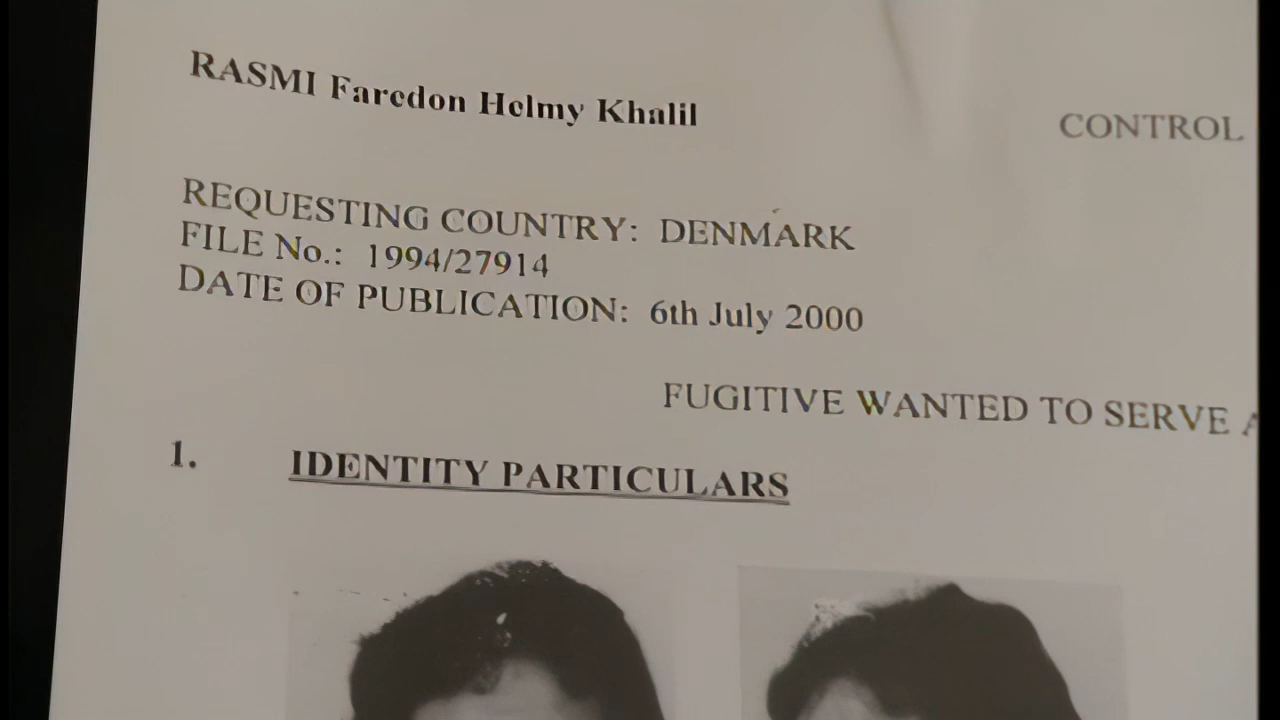 RASMI Faredon Helmy Khalil
CONTROL
REQUESTING COUNTRY: DENMARK
FILE No.: 1994/27914
DATE OF PUBLICATION: 6th July 2000
FUGITIVE WANTED TO SERVE A
1. IDENTITY PARTICULARS